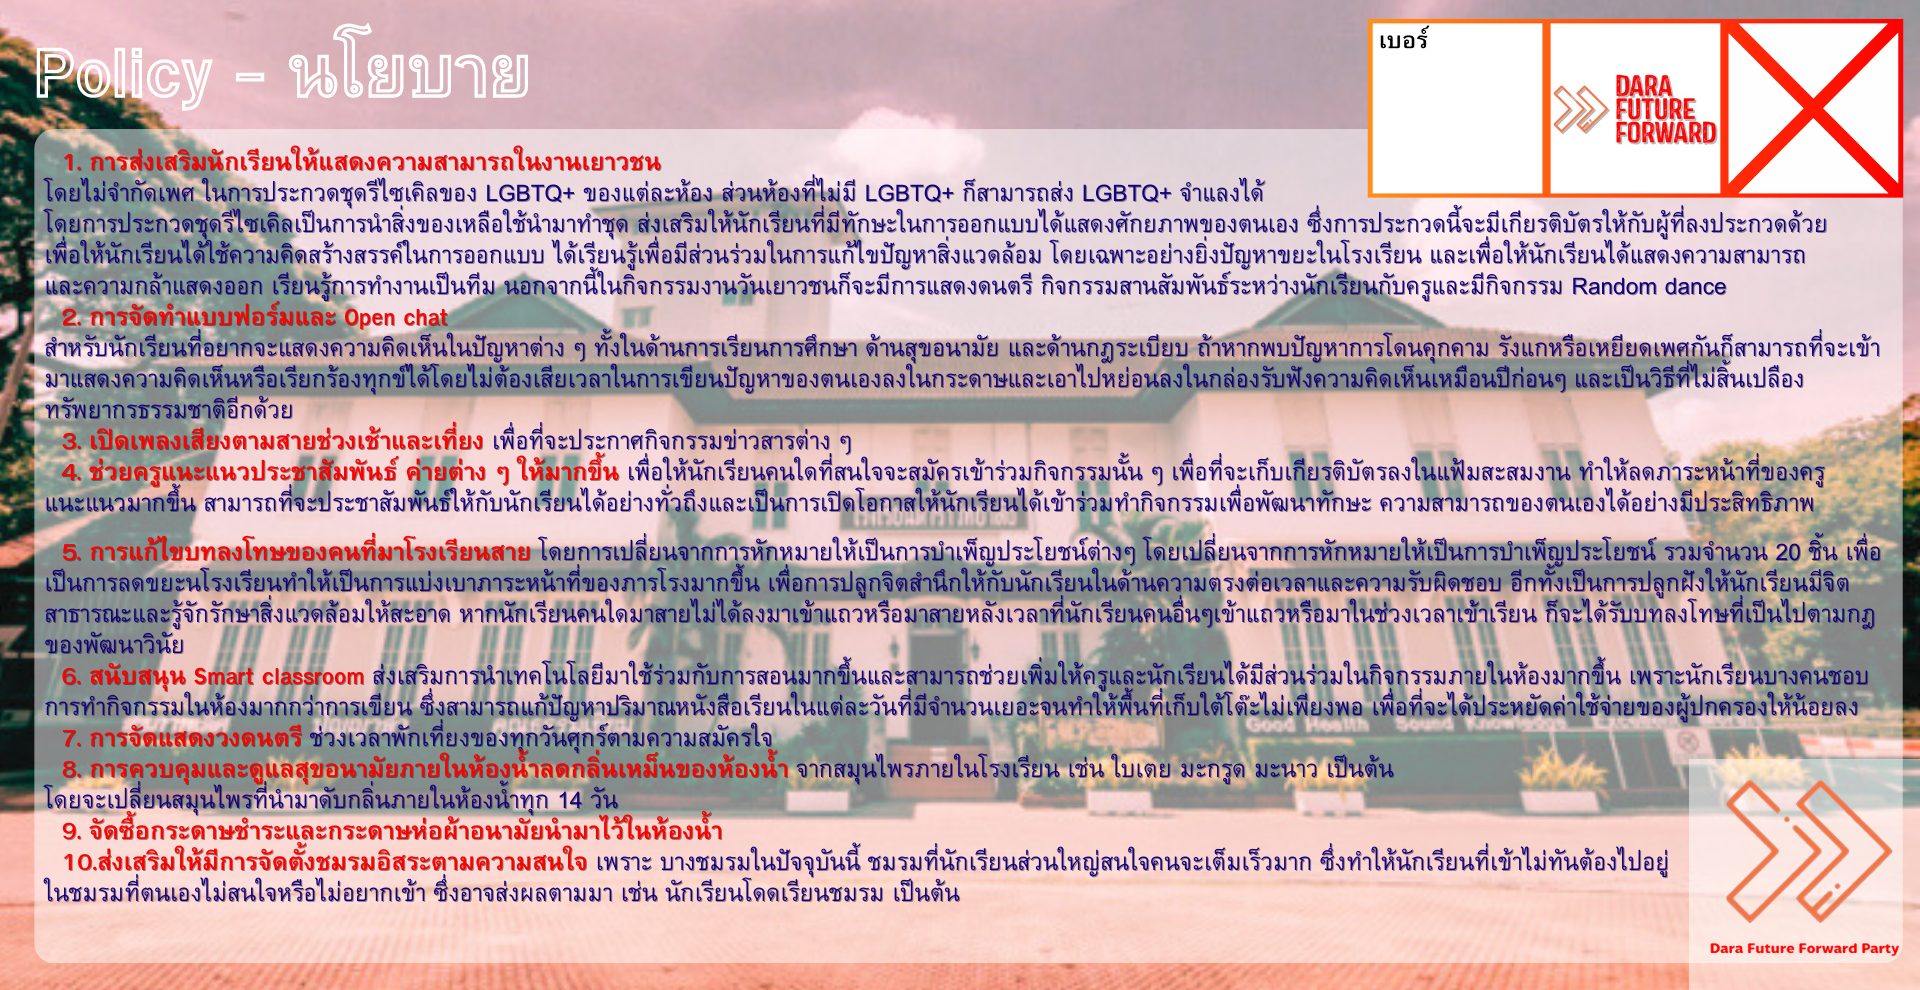 Policy - นโยบาย
เบอร์
DARA
FUTURE
FORWARD
1. การส่งเสริมนักเรียนให้แสดงความสามารถในงานเยาวชน
โดยไม่จำกัดเพศ ในการประกวดชุดรีไซเคิลของ LGBTQ+ ของแต่ละห้อง ส่วนห้องที่ไม่มี LGBTQ+ ก็สามารถส่ง LGBTQ+ จำแลงได้
โดยการประกวดชุดรีไซเคิลเป็นการนำสิ่งของเหลือใช้นำมาทำชุด ส่งเสริมให้นักเรียนที่มีทักษะในการออกแบบได้แสดงศักยภาพของตนเอง ซึ่งการประกวดนี้จะมีเกียรติบัตรให้กับผู้ที่ลงประกวดด้วย
เพื่อให้นักเรียนได้ใช้ความคิดสร้างสรรค์ในการออกแบบ ได้เรียนรู้เพื่อมีส่วนร่วมในการแก้ไขปัญหาสิ่งแวดล้อม โดยเฉพาะอย่างยิ่งปัญหาขยะในโรงเรียน และเพื่อให้นักเรียนได้แสดงความสามารถ
และความกล้าแสดงออก เรียนรู้การทำงานเป็นทีม นอกจากนี้ในกิจกรรมงานวันเยาวชนก็จะมีการแสดงดนตรี กิจกรรมสานสัมพันธ์ระหว่างนักเรียนกับครูและมีกิจกรรม Random dance
2. การจัดทำแบบฟอร์มและ Open chat
สำหรับนักเรียนที่อยากจะแสดงความคิดเห็นในปัญหาต่าง ๆ ทั้งในด้านการเรียนการศึกษา ด้านสุขอนามัย และด้านกฎระเบียบ ถ้าหากพบปัญหาการโดนคุกคาม รังแกหรือเหยียดเพศกันก็สามารถที่จะเข้า
มาแสดงความคิดเห็นหรือเรียกร้องทุกข์ได้โดยไม่ต้องเสียเวลาในการเขียนปัญหาของตนเองลงในกระดาษและเอาไปหย่อนลงในกล่องรับฟังความคิดเห็นเหมือนปีก่อนๆ และเป็นวิธีที่ไม่สิ้นเปลือง
ทรัพยากรธรรมชาติอีกด้วย
3. เปิดเพลงเสียงตามสายช่วงเช้าและเที่ยง เพื่อที่จะประกาศกิจกรรมข่าวสารต่าง ๆ
4. ช่วยครูแนะแนวประชาสัมพันธ์ ค่ายต่าง ๆ ให้มากขึ้น เพื่อให้นักเรียนคนใดที่สนใจจะสมัครเข้าร่วมกิจกรรมนั้น ๆ เพื่อที่จะเก็บเกียรติบัตรลงในแฟ้มสะสมงาน ทำให้ลดภาระหน้าที่ของครู
แนะแนวมากขึ้น สามารถที่จะประชาสัมพันธ์ให้กับนักเรียนได้อย่างทั่วถึงและเป็นการเปิดโอกาสให้นักเรียนได้เข้าร่วมทำกิจกรรมเพื่อพัฒนาทักษะ ความสามารถของตนเองได้อย่างมีประสิทธิภาพ
5. การแก้ไขบทลงโทษของคนที่มาโรงเรียนสาย โดยการเปลี่ยนจากการหักหมายให้เป็นการบำเพ็ญประโยชน์ต่างๆ โดยเปลี่ยนจากการหักหมายให้เป็นการบำเพ็ญประโยชน์ รวมจำนวน 20 ชิ้น เพื่อ
เป็นการลดขยะนโรงเรียนทำให้เป็นการแบ่งเบาภาระหน้าที่ของภารโรงมากขึ้น เพื่อการปลูกจิตสำนึกให้กับนักเรียนในด้านความตรงต่อเวลาและความรับผิดชอบ อีกทั้งเป็นการปลูกฝังให้นักเรียนมีจิต
สาธารณะและรู้จักรักษาสิ่งแวดล้อมให้สะอาด หากนักเรียนคนใดมาสายไม่ได้ลงมาเข้าแถวหรือมาสายหลังเวลาที่นักเรียนคนอื่นๆเข้าแถวหรือมาในช่วงเวลาเข้าเรียน ก็จะได้รับบทลงโทษที่เป็นไปตามกฎ
ของพัฒนาวินัย
6. สนับสนุน Smart classroom ส่งเสริมการนำเทคโนโลยีมาใช้ร่วมกับการสอนมากขึ้นและสามารถช่วยเพิ่มให้ครูและนักเรียนได้มีส่วนร่วมในกิจกรรมภายในห้องมากขึ้น เพราะนักเรียนบางคนชอบ
การทำกิจกรรมในห้องมากกว่าการเขียน ซึ่งสามารถแก้ปัญหาปริมาณหนังสือเรียนในแต่ละวันที่มีจำนวนเยอะจนทำให้พื้นที่เก็บใต้โต๊ะไม่เพียงพอ เพื่อที่จะได้ประหยัดค่าใช้จ่ายของผู้ปกครองให้น้อยลง
7. การจัดแสดงวงดนตรี ช่วงเวลาพักเที่ยงของทุกวันศุกร์ตามความสมัครใจ
8. การควบคุมและดูแลสุขอนามัยภายในห้องน้ำลดกลิ่นเหม็นของห้องน้ำ จากสมุนไพรภายในโรงเรียน เช่น ใบเตย มะกรูด มะนาว เป็นต้น
โดยจะเปลี่ยนสมุนไพรที่นำมาดับกลิ่นภายในห้องน้ำทุก 14 วัน
9. จัดซื้อกระดาษชำระและกระดาษห่อผ้าอนามัยนำมาไว้ในห้องน้ำ
10.ส่งเสริมให้มีการจัดตั้งชมรมอิสระตามความสนใจ เพราะ บางชมรมในปัจจุบันนี้ ชมรมที่นักเรียนส่วนใหญ่สนใจคนจะเต็มเร็วมาก ซึ่งทำให้นักเรียนที่เข้าไม่ทันต้องไปอยู่
ในชมรมที่ตนเองไม่สนใจหรือไม่อยากเข้า ซึ่งอาจส่งผลตามมา เช่น นักเรียนโดดเรียนชมรม เป็นต้น
Good Health
Dara Future Forward Party